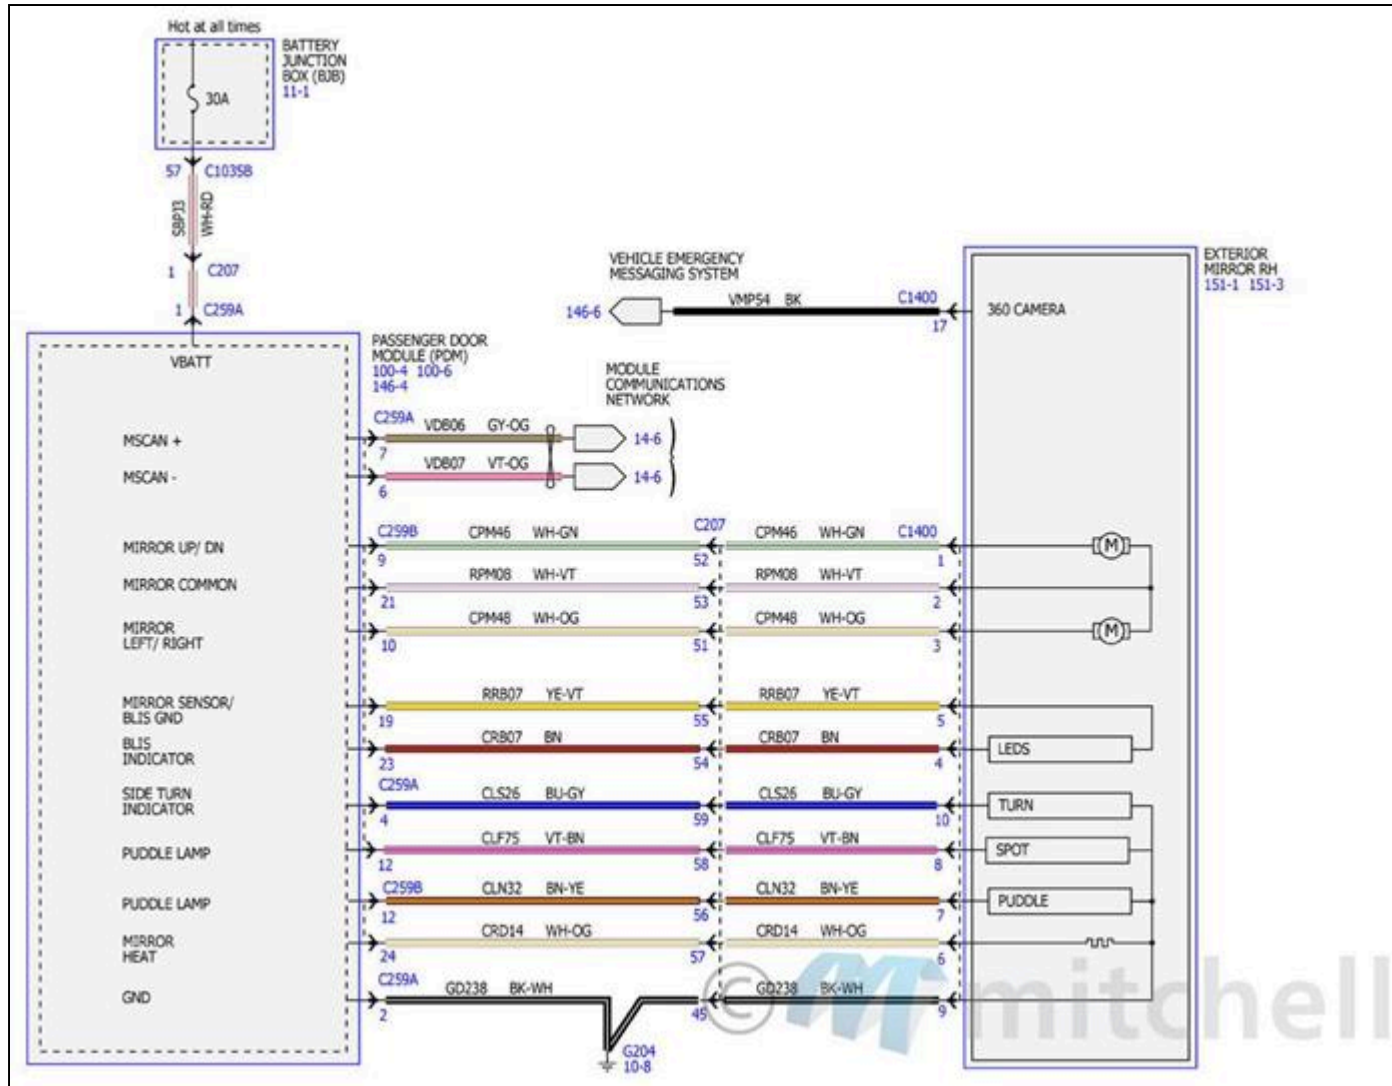 Hot at all times
BATTERY
JUNCTION
BOX (BJB)
11-1
30A
57 C1035B
SBPJ3 WH-RD
1 C207
1 C259A
VBATT
PASSENGER DOOR
MODULE (PDM)
100-4 100-6
146-4
VEHICLE EMERGENCY
MESSAGING SYSTEM
146-6
VMP54 BK
C1400
17
360 CAMERA
EXTERIOR
MIRROR RH
151-1 151-3
MODULE
COMMUNICATIONS
NETWORK
MSCAN +
C259A
7
VDB06 GY-OG
14-6
MSCAN -
6
VDB07 VT-OG
14-6
MIRROR UP/ DN
C259B
9
CPM46 WH-GN
C207
52
CPM46 WH-GN
C1400
1
M
MIRROR COMMON
21
RPM08 WH-VT
53
RPM08 WH-VT
2
MIRROR
LEFT/ RIGHT
10
CPM48 WH-OG
51
CPM48 WH-OG
3
M
MIRROR SENSOR/
BLIS GND
19
RRB07 YE-VT
55
RRB07 YE-VT
5
BLIS
INDICATOR
23
CRB07 BN
54
CRB07 BN
4
LEDS
SIDE TURN
INDICATOR
C259A
4
CLS26 BU-GY
59
CLS26 BU-GY
10
TURN
PUDDLE LAMP
12
CLF75 VT-BN
58
CLF75 VT-BN
8
SPOT
PUDDLE LAMP
C259B
12
CLN32 BN-YE
56
CLN32 BN-YE
7
PUDDLE
MIRROR
HEAT
24
CRD14 WH-OG
57
CRD14 WH-OG
6
GND
C259A
2
GD238 BK-WH
45
GD238 BK-WH
9
G204
10-8
© M mitchell